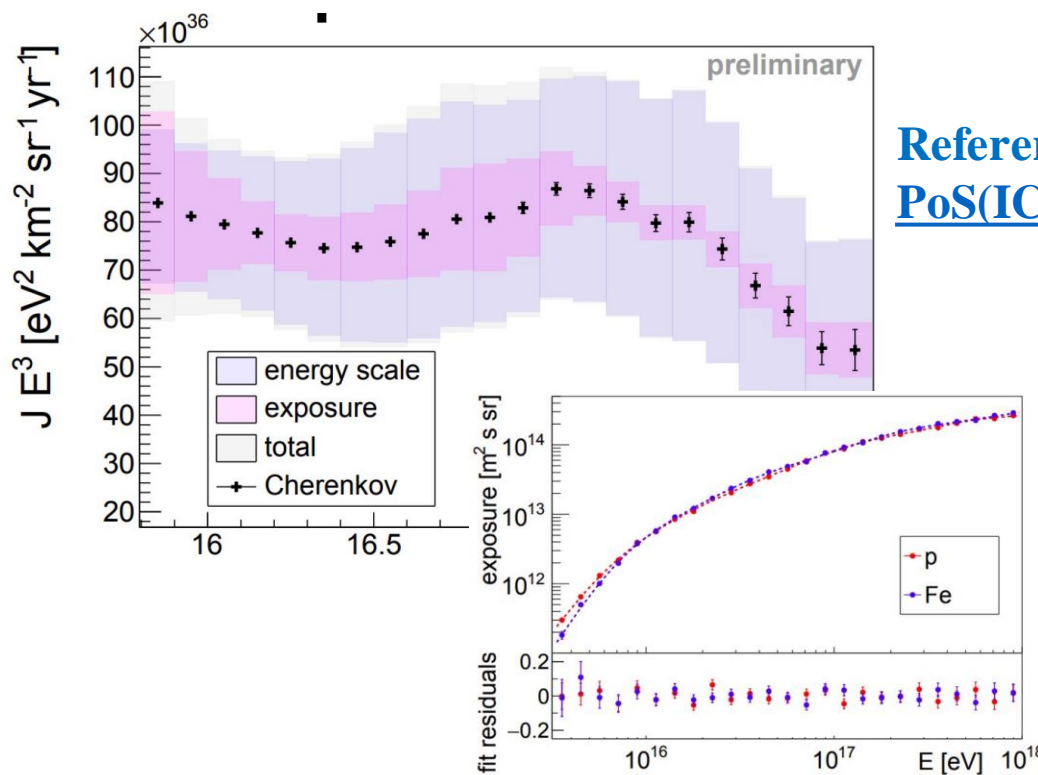 ×10³⁶
preliminary
J E³ [eV² km⁻² sr⁻¹ yr⁻¹]
110
100
90
80
70
60
50
40
30
20
energy scale
exposure
total
Cherenkov
16
16.5
Referen
PoS(IC
exposure [m² s sr]
10¹⁴
10¹³
10¹²
p
Fe
fit residuals
0.2
0
−0.2
10¹⁶
10¹⁷
10¹⁸
E [eV]